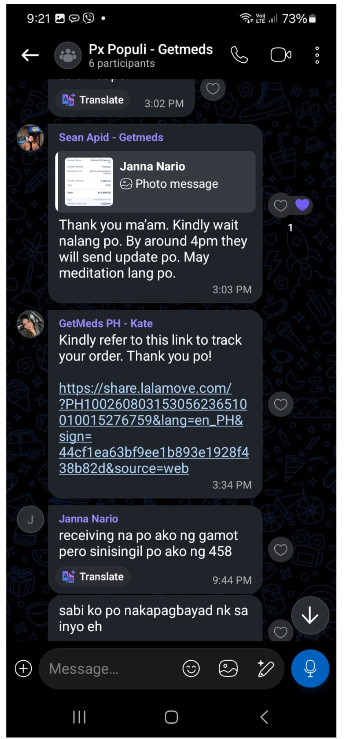 9:21
VoI
LTE
73%
Px Populi - Getmeds
6 participants
Translate
3:02 PM
Sean Apid - Getmeds
Janna Nario
Photo message
Thank you ma'am. Kindly wait
nalang po. By around 4pm they
will send update po. May
meditation lang po.
1
3:03 PM
GetMeds PH - Kate
Kindly refer to this link to track
your order. Thank you po!
https://share.lalamove.com/
?PH100260803153056236510
010015276759&lang=en_PH&
sign=
44cf1ea63bf9ee1b893e1928f4
38b82d&source=web
3:34 PM
J
Janna Nario
receiving na po ako ng gamot
pero sinisingil po ako ng 458
Translate
9:44 PM
sabi ko po nakapagbayad nk sa
inyo eh
Message...